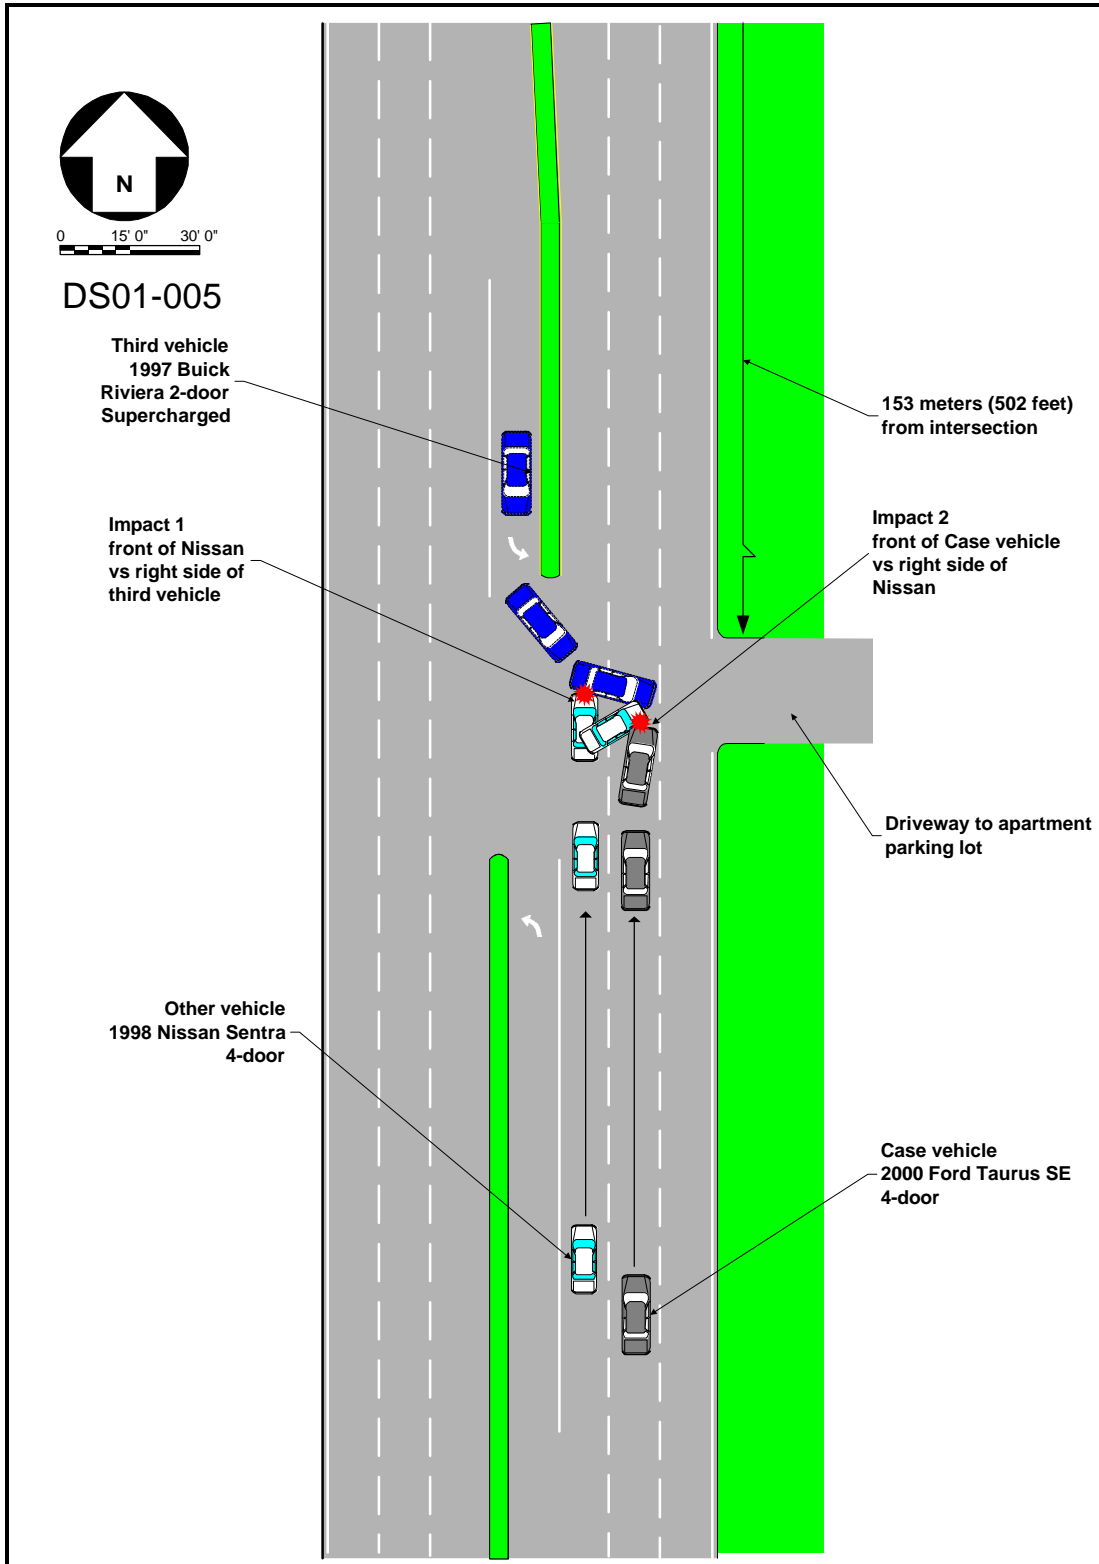 N
0 15' 0" 30' 0"
DS01-005
Third vehicle
1997 Buick
Riviera 2-door
Supercharged
153 meters (502 feet)
from intersection
Impact 1
front of Nissan
vs right side of
third vehicle
Impact 2
front of Case vehicle
vs right side of
Nissan
Driveway to apartment
parking lot
Other vehicle
1998 Nissan Sentra
4-door
Case vehicle
2000 Ford Taurus SE
4-door